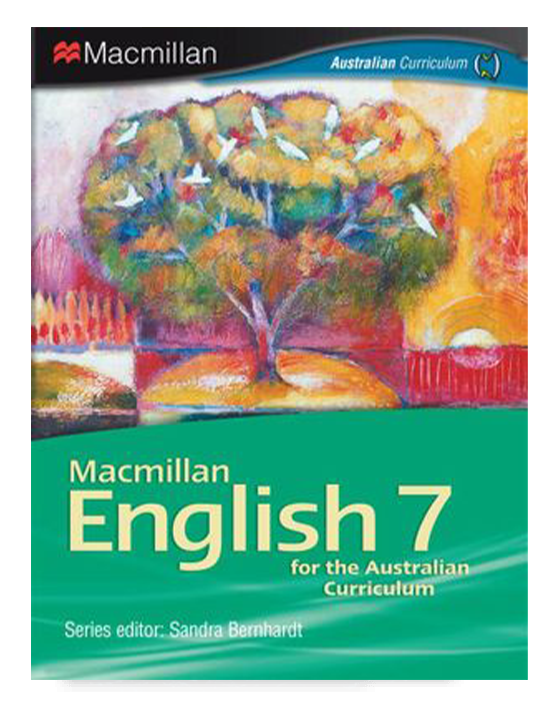 Macmillan
Australian Curriculum
Macmillan
English 7
for the Australian
Curriculum
Series editor: Sandra Bernhardt